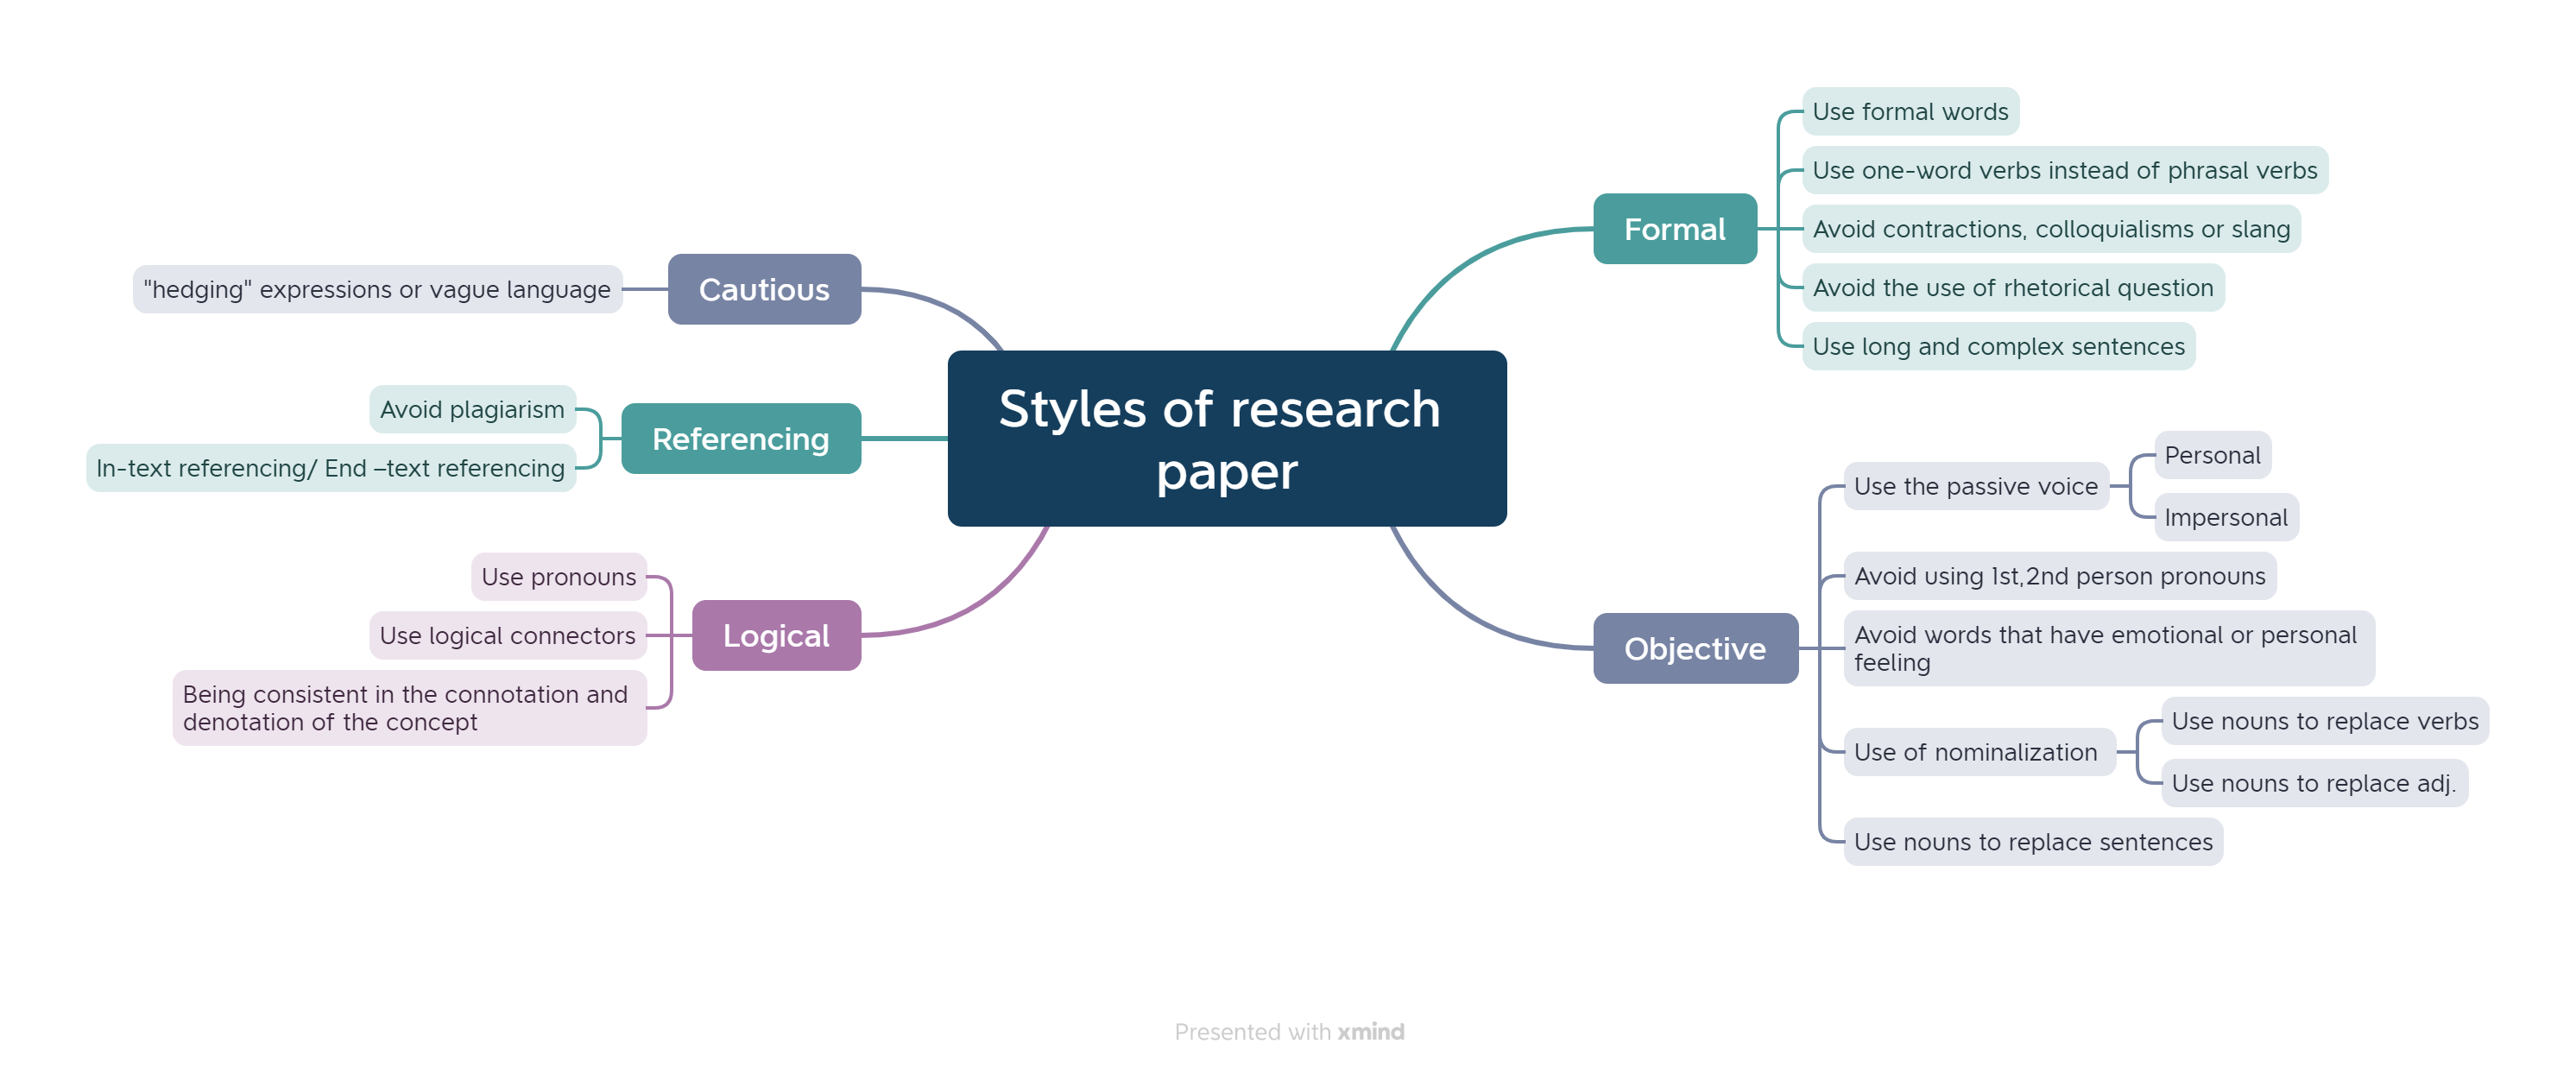 Styles of research
paper
Formal
Use formal words
Use one-word verbs instead of phrasal verbs
Avoid contractions, colloquialisms or slang
Avoid the use of rhetorical question
Use long and complex sentences
Objective
Use the passive voice
Personal
Impersonal
Avoid using 1st,2nd person pronouns
Avoid words that have emotional or personal
feeling
Use of nominalization
Use nouns to replace verbs
Use nouns to replace adj.
Use nouns to replace sentences
Cautious
"hedging" expressions or vague language
Referencing
Avoid plagiarism
In-text referencing/ End –text referencing
Logical
Use pronouns
Use logical connectors
Being consistent in the connotation and
denotation of the concept
Presented with xmind